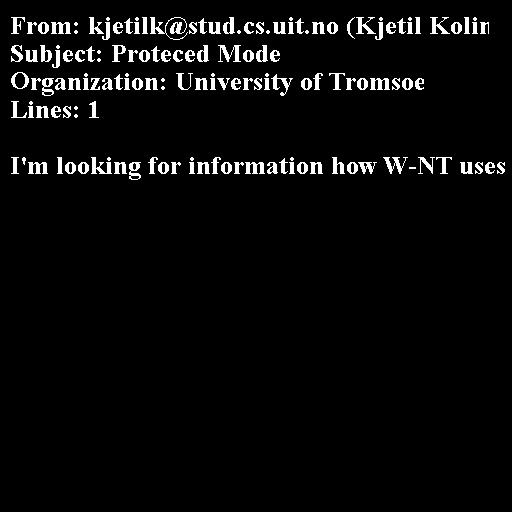 From: kjetilk@stud.cs.uit.no (Kjetil
Subject: Proteced Mode
Organization: University of Tromsoe
Lines: 1
I'm looking for information how W-NT uses